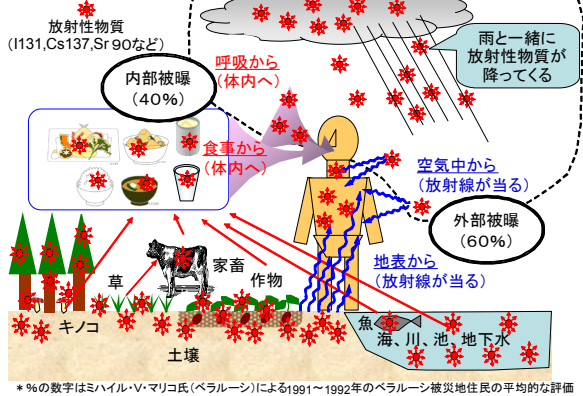 放射性物質
(I131,Cs137,Sr90など)
呼吸から
(体内へ)
雨と一緒に
放射性物質が
降ってくる
内部被曝
(40%)
食事から
(体内へ)
空気中から
(放射線が当る)
外部被曝
(60%)
地表から
(放射線が当る)
草
家畜
作物
キノコ
魚
海、川、池、地下水
土壌
*%の数字はミハイル・V・マリコ氏(ベラルーシ)による1991~1992年のベラルーシ被災地住民の平均的な評価